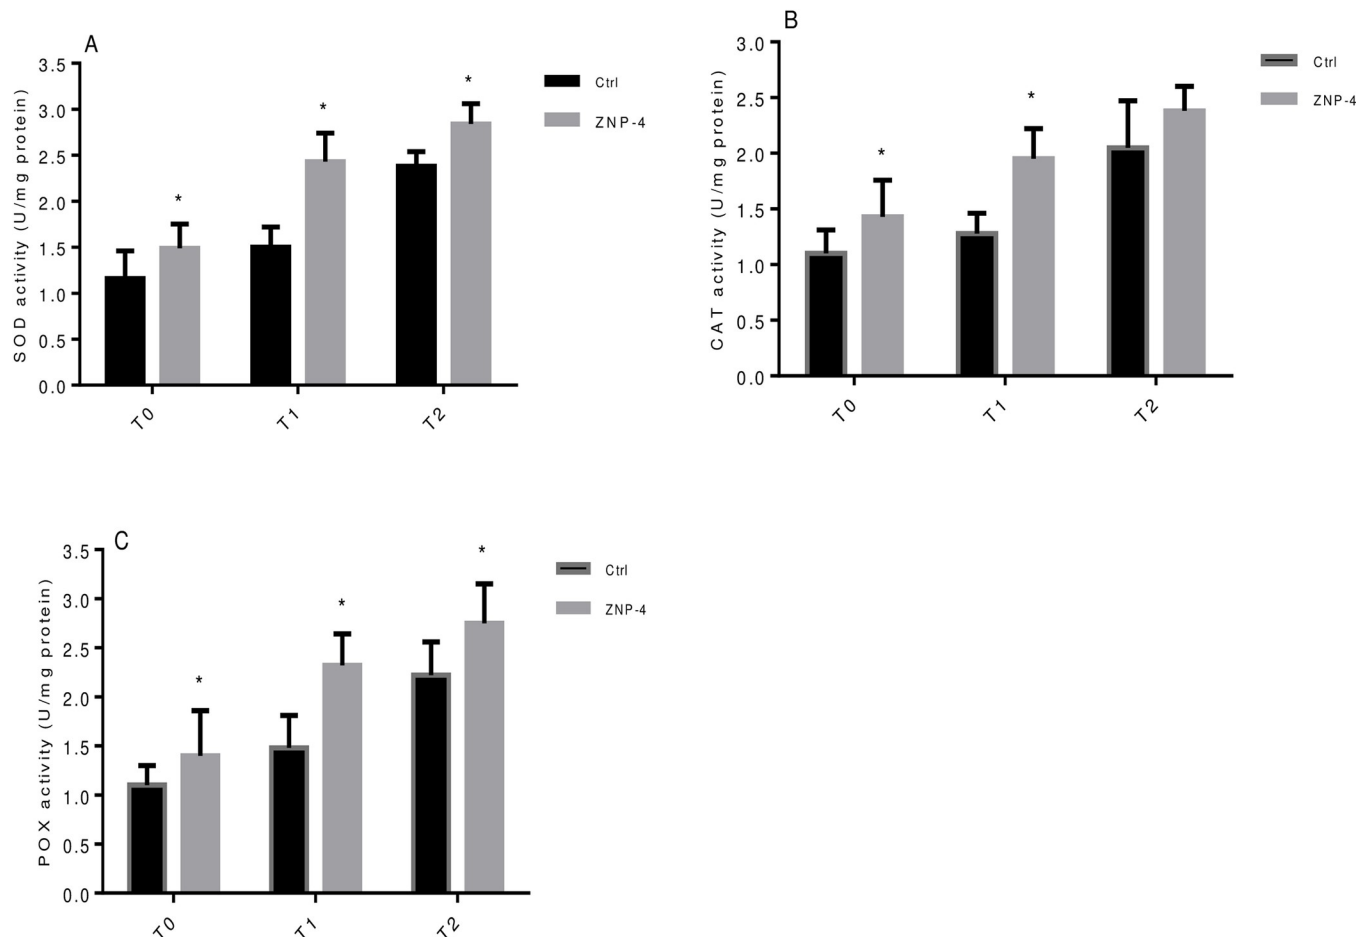 A
SOD activity (U/mg protein)
3.5
3.0
2.5
2.0
1.5
1.0
0.5
0.0
*
*
*
T0
T1
T2
Ctrl
ZNP-4
B
CAT activity (U/mg protein)
3.0
2.5
2.0
1.5
1.0
0.5
0.0
*
*
T0
T1
T2
Ctrl
ZNP-4
C
POX activity (U/mg protein)
3.5
3.0
2.5
2.0
1.5
1.0
0.5
0.0
*
*
*
T0
T1
T2
Ctrl
ZNP-4